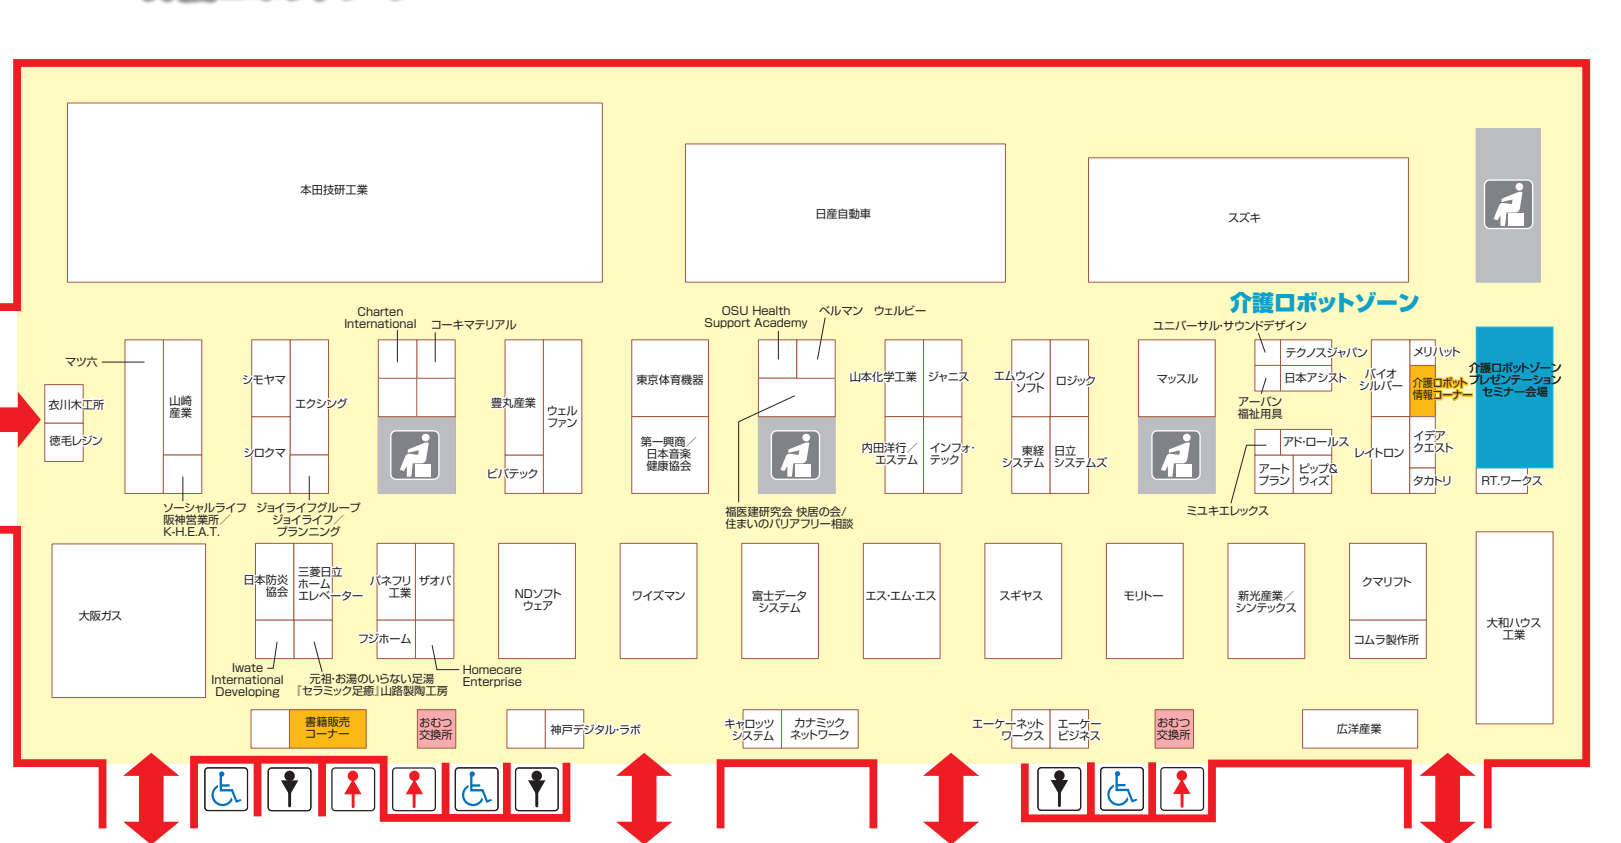 本田技研工業
日産自動車
スズキ
介護ロボットゾーン
Charten
International
コーキマテリアル
OSU Health
Support Academy
ベルマン
ウェルビー
ユニバーサル・サウンドデザイン
マツ六
衣川木工所
徳毛レジン
山崎
産業
シモヤマ
エクシング
シロクマ
豊丸産業
ウェル
ファン
ビバテック
東京体育機器
第一興商／
日本音楽
健康協会
山本化学工業
ジャニス
内田洋行／
エステム
インフォ・
テック
エムウィン
ソフト
ロジック
東経
システム
日立
システムズ
マッスル
テクノスジャパン
日本アシスト
アーバン
福祉用具
アド・ロールス
アート
プラン
ピップ&
ウィズ
ミユキエレックス
バイオ
シルバー
メリハット
介護ロボット
情報コーナー
レイトロン
イデア
クエスト
タカトリ
介護ロボットゾーン
プレゼンテーション
セミナー会場
RT.ワークス
ソーシャルライフ
阪神営業所／
K-H.E.A.T.
ジョイライフグループ
ジョイライフ／
プランニング
福医建研究会 快居の会/
住まいのバリアフリー相談
大阪ガス
日本防炎
協会
三菱日立
ホーム
エレベーター
パネフリ
工業
ザオバ
フジホーム
NDソフト
ウェア
ワイズマン
富士データ
システム
エス・エム・エス
スギヤス
モリトー
新光産業／
シンテックス
クマリフト
コムラ製作所
大和ハウス
工業
Iwate
International
Developing
元祖・お湯のいらない足湯
『セラミック足癒』山路製陶工房
Homecare
Enterprise
書籍販売
コーナー
おむつ
交換所
神戸デジタル・ラボ
キャロッツ
システム
カナミック
ネットワーク
エーケーネット
ワークス
エーケー
ビジネス
おむつ
交換所
広洋産業